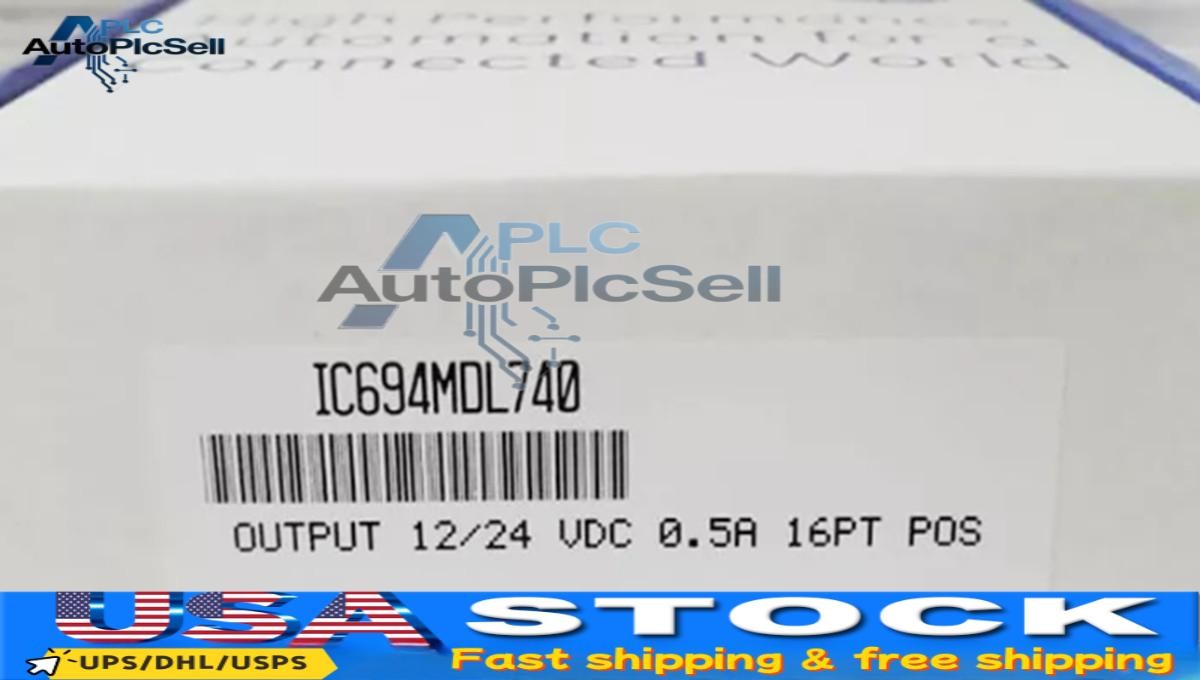 PLC
AutoPlcSell
High Performance
Automation for a
Connected World
PLC
AutoPlcSell
IC694MDL740
OUTPUT 12/24 VDC 0.5A 16PT POS
USA STOCK
UPS/DHL/USPS
Fast shipping & free shipping